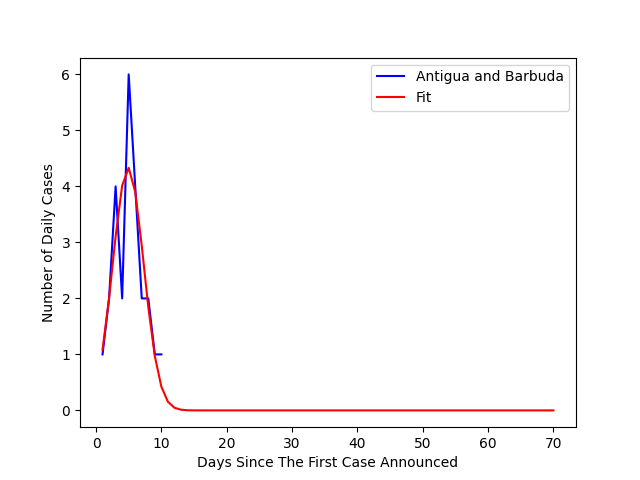 Antigua and Barbuda
Fit
Number of Daily Cases
6
5
4
3
2
1
0
0 10 20 30 40 50 60 70
Days Since The First Case Announced